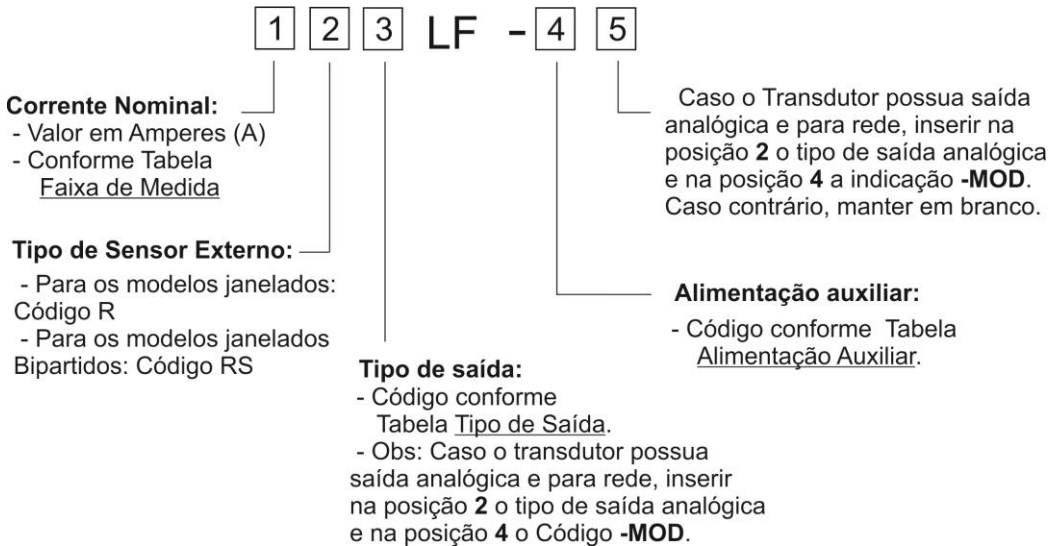 1 2 3 LF - 4 5
Corrente Nominal:
- Valor em Amperes (A)
- Conforme Tabela
Faixa de Medida
Tipo de Sensor Externo:
- Para os modelos janelados:
Código R
- Para os modelos janelados
Bipartidos: Código RS
Tipo de saída:
- Código conforme
Tabela Tipo de Saída.
- Obs: Caso o transdutor possua
saída analógica e para rede, inserir
na posição 2 o tipo de saída analógica
e na posição 4 o Código -MOD.
Caso o Transdutor possua saída
analógica e para rede, inserir na
posição 2 o tipo de saída analógica
e na posição 4 a indicação -MOD.
Caso contrário, manter em branco.
Alimentação auxiliar:
- Código conforme Tabela
Alimentação Auxiliar.